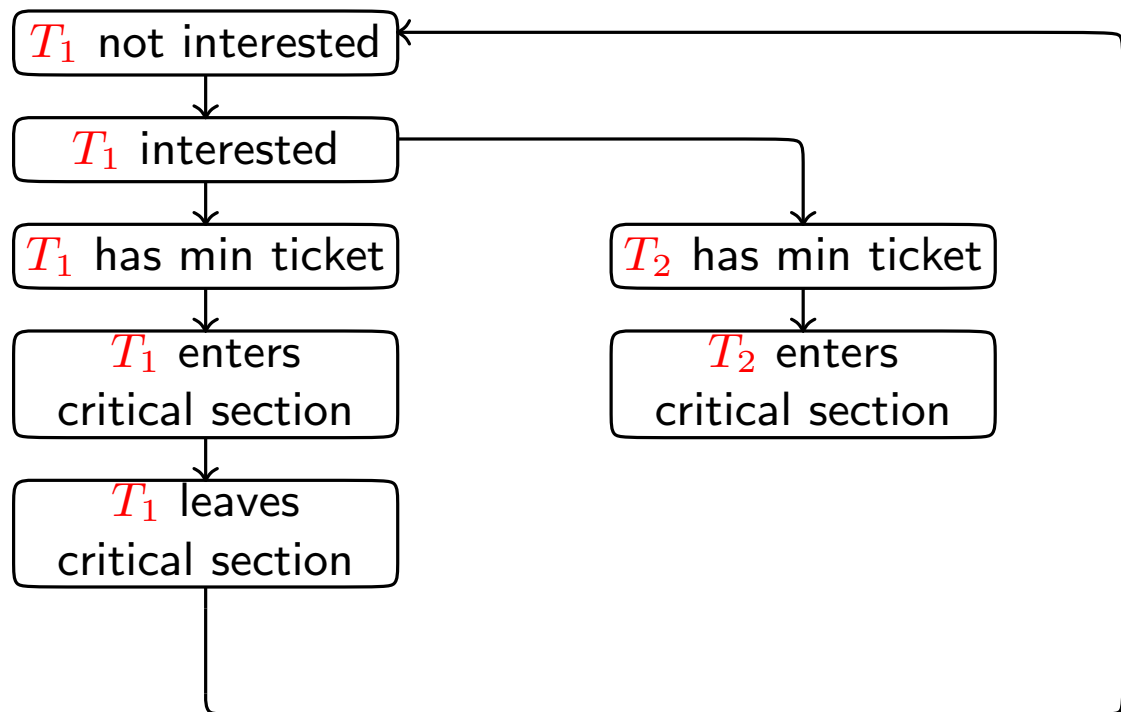 T₁ not interested
T₁ interested
T₁ has min ticket
T₂ has min ticket
T₁ enters
critical section
T₂ enters
critical section
T₁ leaves
critical section